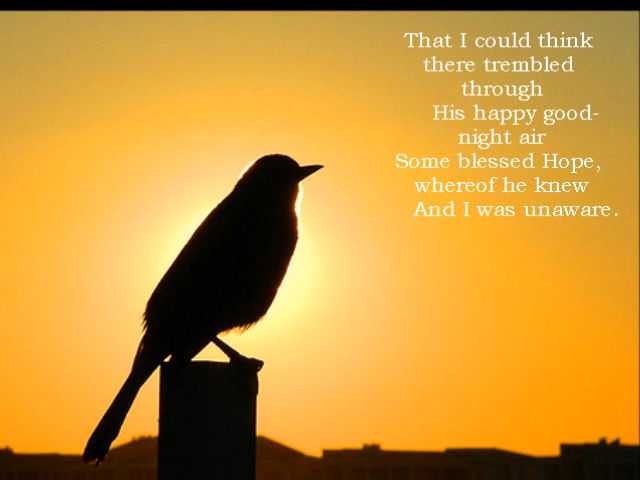 That I could think
there trembled
through
His happy good-
night air
Some blessed Hope,
whereof he knew
And I was unaware.